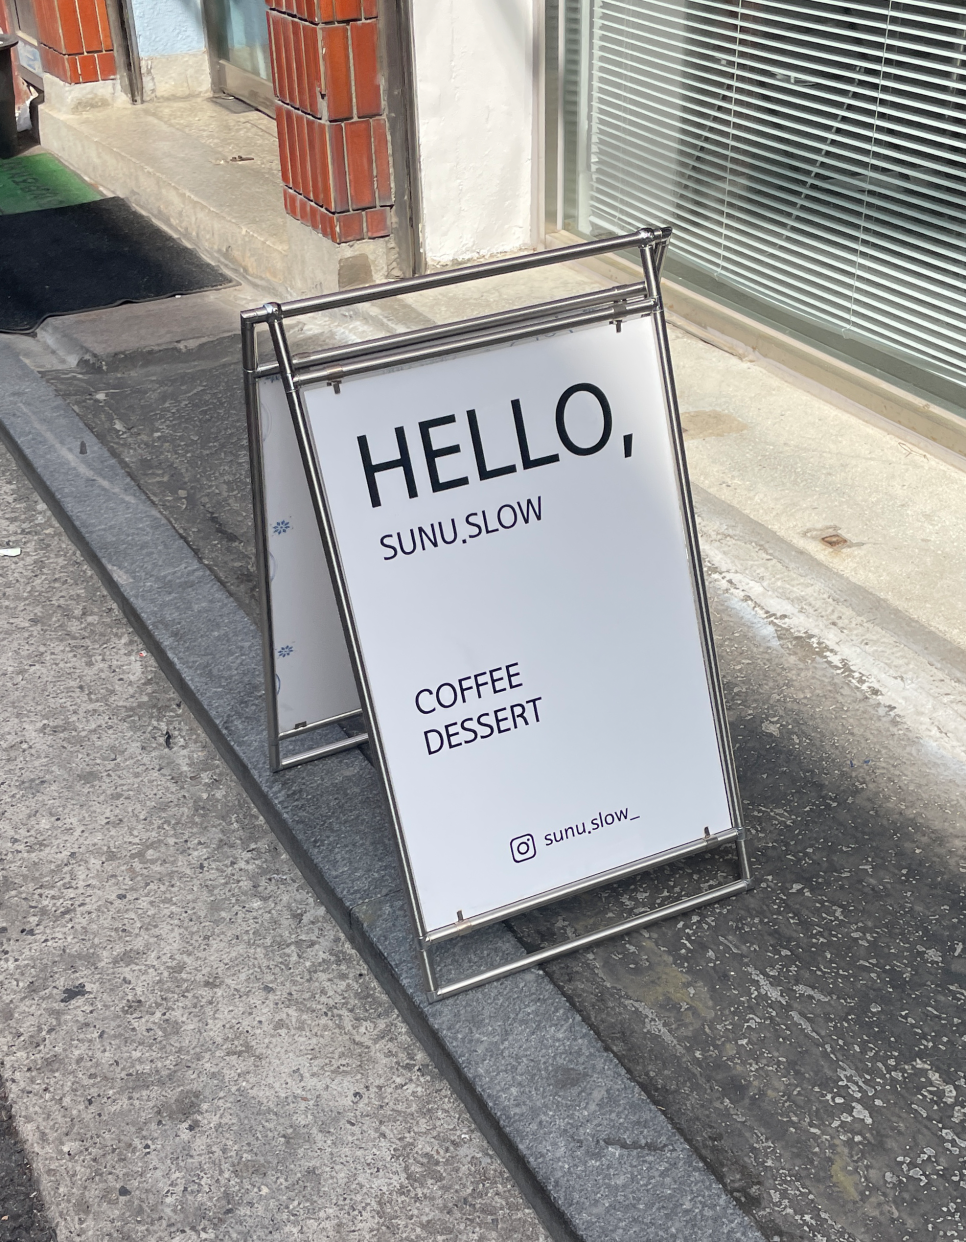 HELLO,
SUNU.SLOW
COFFEE
DESSERT
sunu.slow_